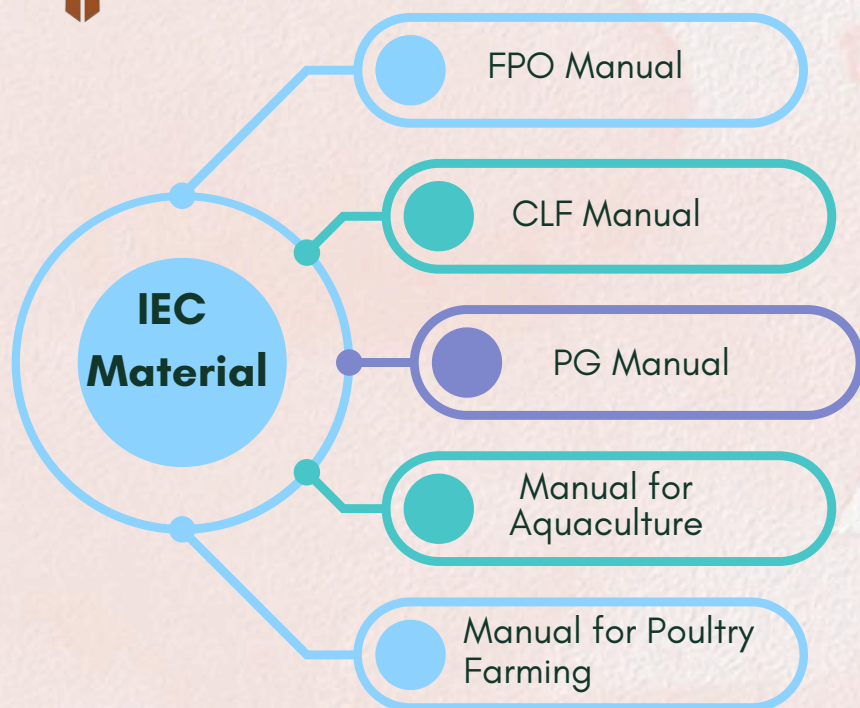 FPO Manual
CLF Manual
IEC
Material
PG Manual
Manual for
Aquaculture
Manual for Poultry
Farming